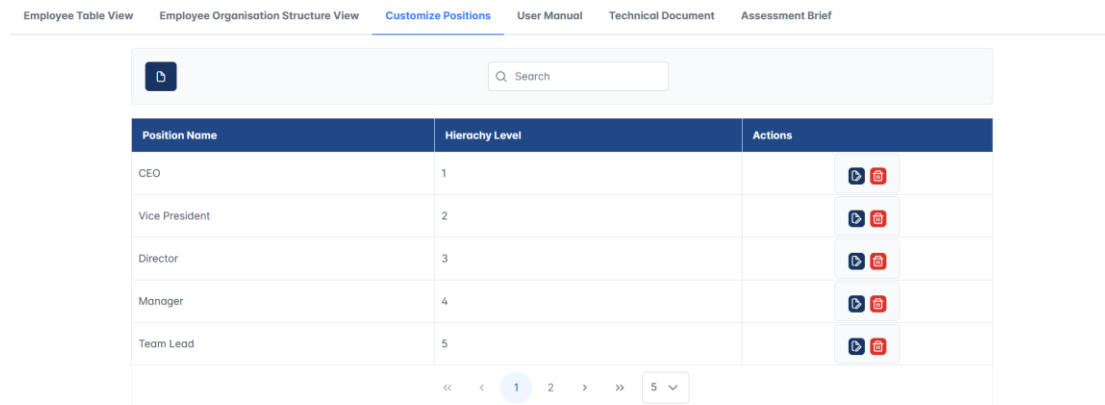 Employee Table View Employee Organisation Structure View Customize Positions User Manual Technical Document Assessment Brief
Search
Position Name Hierachy Level Actions
CEO 1
Vice President 2
Director 3
Manager 4
Team Lead 5
<< < 1 2 > >> 5